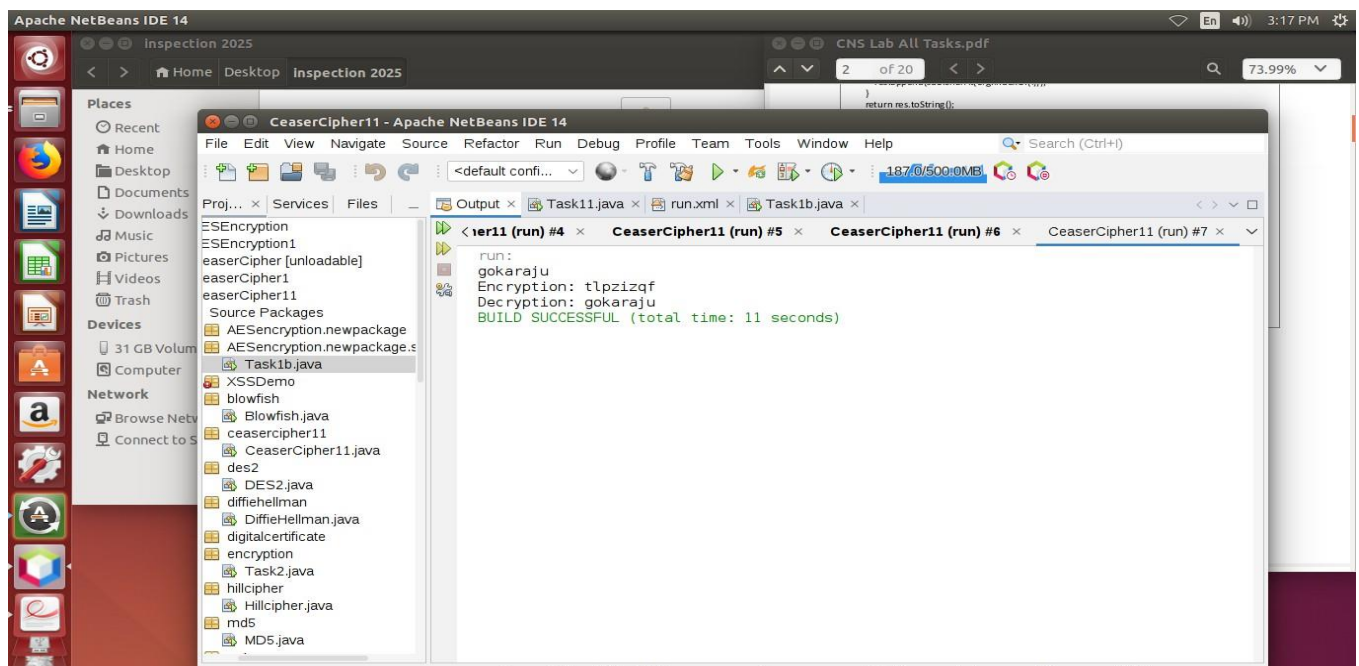 Apache NetBeans IDE 14
En
3:17 PM
Inspection 2025
Home Desktop Inspection 2025
Places
Recent
Home
Desktop
Documents
Downloads
Music
Pictures
Videos
Trash
Devices
31 GB Volum
Computer
Network
Browse Netv
Connect to S
CNS Lab All Tasks.pdf
2 of 20
73.99%
}
return res.toString();
CeaserCipher11 - Apache NetBeans IDE 14
File Edit View Navigate Source Refactor Run Debug Profile Team Tools Window Help
Search (Ctrl+I)
<default confi...
187.0/500.0MB
Proj... × Services Files
ESEncryption
ESEncryption1
easerCipher [unloadable]
easerCipher1
easerCipher11
Source Packages
AESencryption.newpackage
AESencryption.newpackage.s
Task1b.java
XSSDemo
blowfish
Blowfish.java
ceasercipher11
CeaserCipher11.java
des2
DES2.java
diffiehellman
DiffieHellman.java
digitalcertificate
encryption
Task2.java
hillcipher
Hillcipher.java
md5
MD5.java
Output × Task11.java × run.xml × Task1b.java ×
er11 (run) #4 × CeaserCipher11 (run) #5 × CeaserCipher11 (run) #6 × CeaserCipher11 (run) #7 ×
run:
gokaraju
Encryption: tlpzizqf
Decryption: gokaraju
BUILD SUCCESSFUL (total time: 11 seconds)